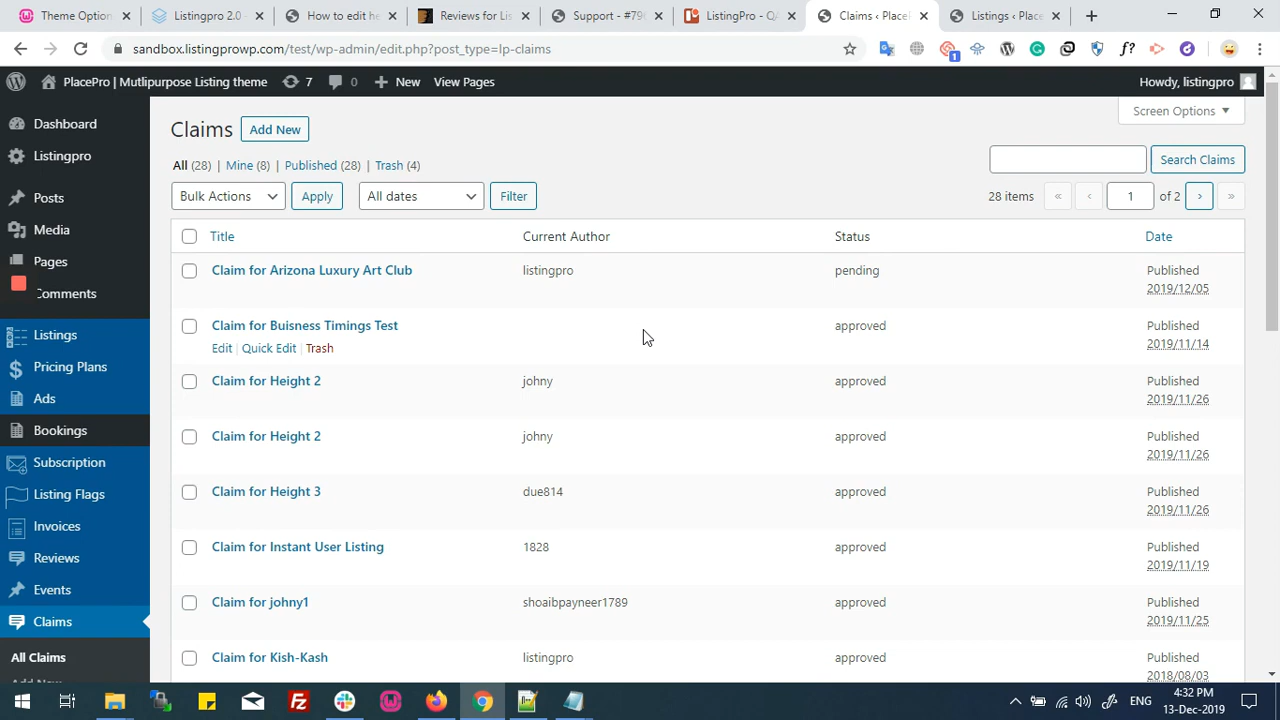 Theme Option
Listingpro 2.0 -
How to edit he
Reviews for Lis
Support - #796
ListingPro - QA
Claims ‹ PlaceP
Listings ‹ Place
sandbox.listingprowp.com/test/wp-admin/edit.php?post_type=lp-claims
1
PlacePro | Mutlipurpose Listing theme
7
0
New
View Pages
Howdy, listingpro
Dashboard
Listingpro
Posts
Media
Pages
Comments
Listings
Pricing Plans
Ads
Bookings
Subscription
Listing Flags
Invoices
Reviews
Events
Claims
All Claims
Screen Options
Claims Add New
All (28) | Mine (8) | Published (28) | Trash (4)
Search Claims
Bulk Actions Apply All dates Filter
28 items « ‹ 1 of 2 › »
Title Current Author Status Date
Claim for Arizona Luxury Art Club listingpro pending Published
2019/12/05
Claim for Buisness Timings Test approved Published
Edit | Quick Edit | Trash 2019/11/14
Claim for Height 2 johny approved Published
2019/11/26
Claim for Height 2 johny approved Published
2019/11/26
Claim for Height 3 due814 approved Published
2019/11/26
Claim for Instant User Listing 1828 approved Published
2019/11/19
Claim for johny1 shoaibpayneer1789 approved Published
2019/11/25
Claim for Kish-Kash listingpro approved Published
2018/08/03
ENG
4:32 PM
13-Dec-2019